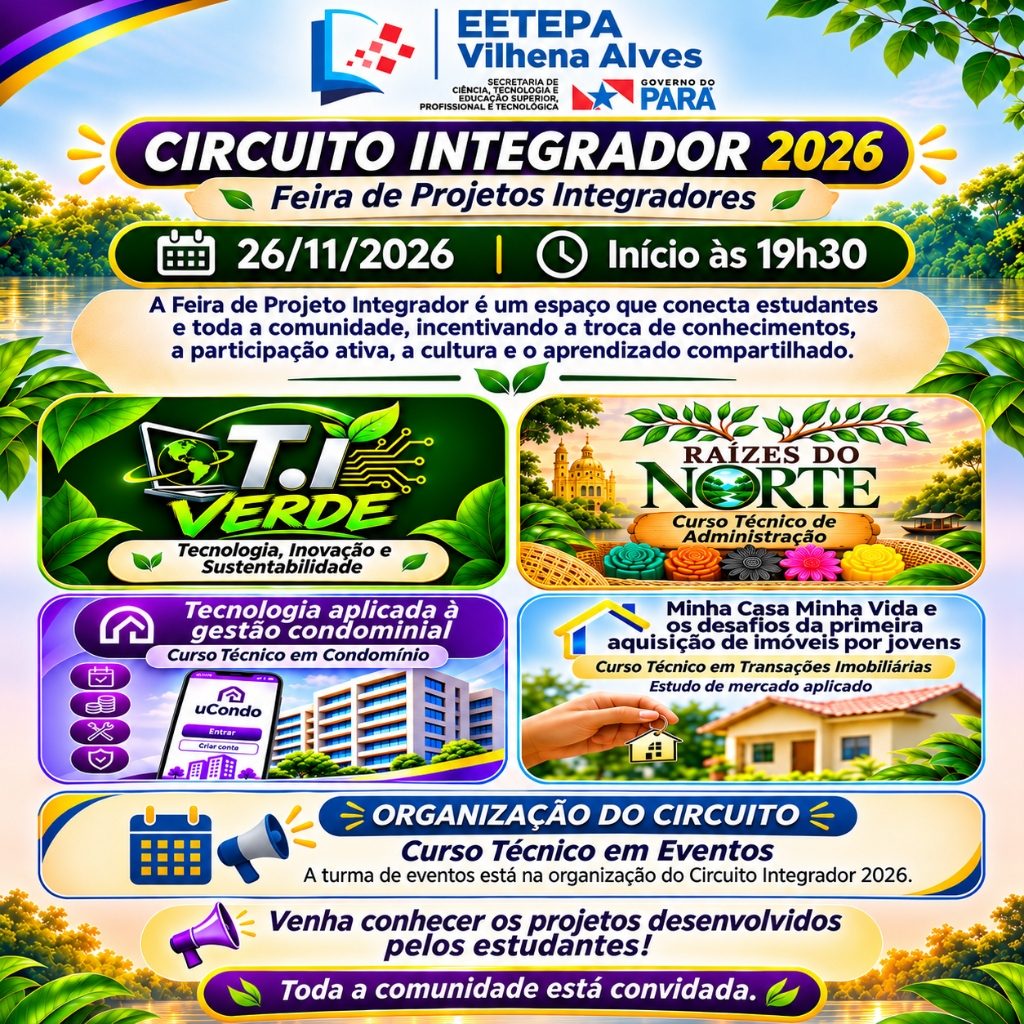 EETEPA
Vilhena Alves
SECRETARIA DE
CIÊNCIA, TECNOLOGIA E
EDUCAÇÃO SUPERIOR,
PROFISSIONAL E TECNOLÓGICA
GOVERNO DO
PARÁ
CIRCUITO INTEGRADOR 2026
Feira de Projetos Integradores
26/11/2026
Início às 19h30
A Feira de Projeto Integrador é um espaço que conecta estudantes
e toda a comunidade, incentivando a troca de conhecimentos,
a participação ativa, a cultura e o aprendizado compartilhado.
T.I
VERDE
Tecnologia, Inovação e
Sustentabilidade
RAÍZES DO
NORTE
Curso Técnico de
Administração
Tecnologia aplicada à
gestão condominial
Curso Técnico em Condomínio
uCondo
Entrar
Criar conta
Minha Casa Minha Vida e
os desafios da primeira
aquisição de imóveis por jovens
Curso Técnico em Transações Imobiliárias
Estudo de mercado aplicado
ORGANIZAÇÃO DO CIRCUITO
Curso Técnico em Eventos
A turma de eventos está na organização do Circuito Integrador 2026.
Venha conhecer os projetos desenvolvidos
pelos estudantes!
Toda a comunidade está convidada.